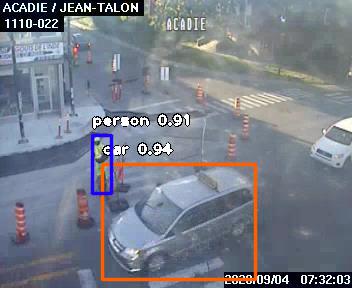 ACADIE / JEAN-TALON
1110-022
ACADIE
person 0.91
car 0.94
2020/09/04 07:32:03